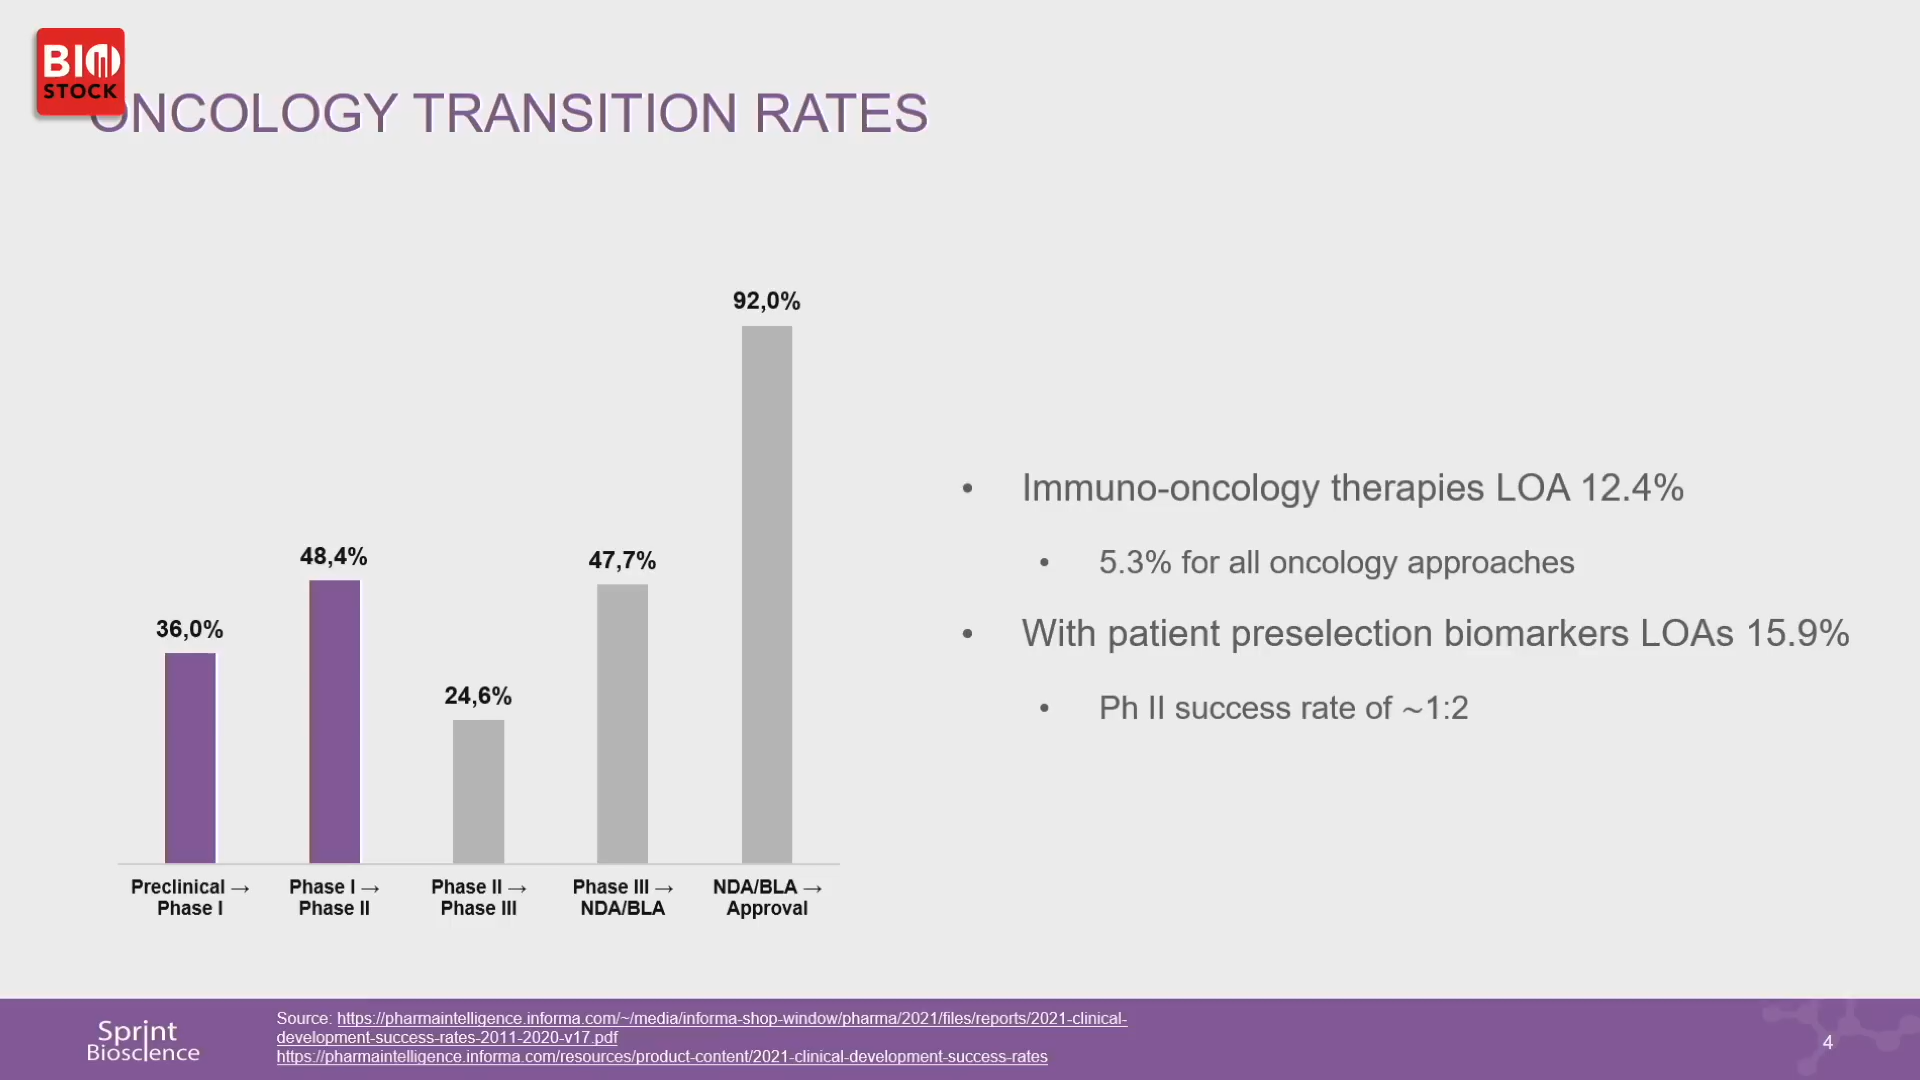 BIO
STOCK
ONCOLOGY TRANSITION RATES
92,0%
48,4%
47,7%
36,0%
24,6%
Preclinical →
Phase I
Phase I →
Phase II
Phase II →
Phase III
Phase III →
NDA/BLA
NDA/BLA →
Approval
• Immuno-oncology therapies LOA 12.4%
• 5.3% for all oncology approaches
• With patient preselection biomarkers LOAs 15.9%
• Ph II success rate of ~1:2
Sprint
Bioscience
Source: https://pharmaintelligence.informa.com/~/media/informa-shop-window/pharma/2021/files/reports/2021-clinical-
development-success-rates-2011-2020-v17.pdf
https://pharmaintelligence.informa.com/resources/product-content/2021-clinical-development-success-rates
4